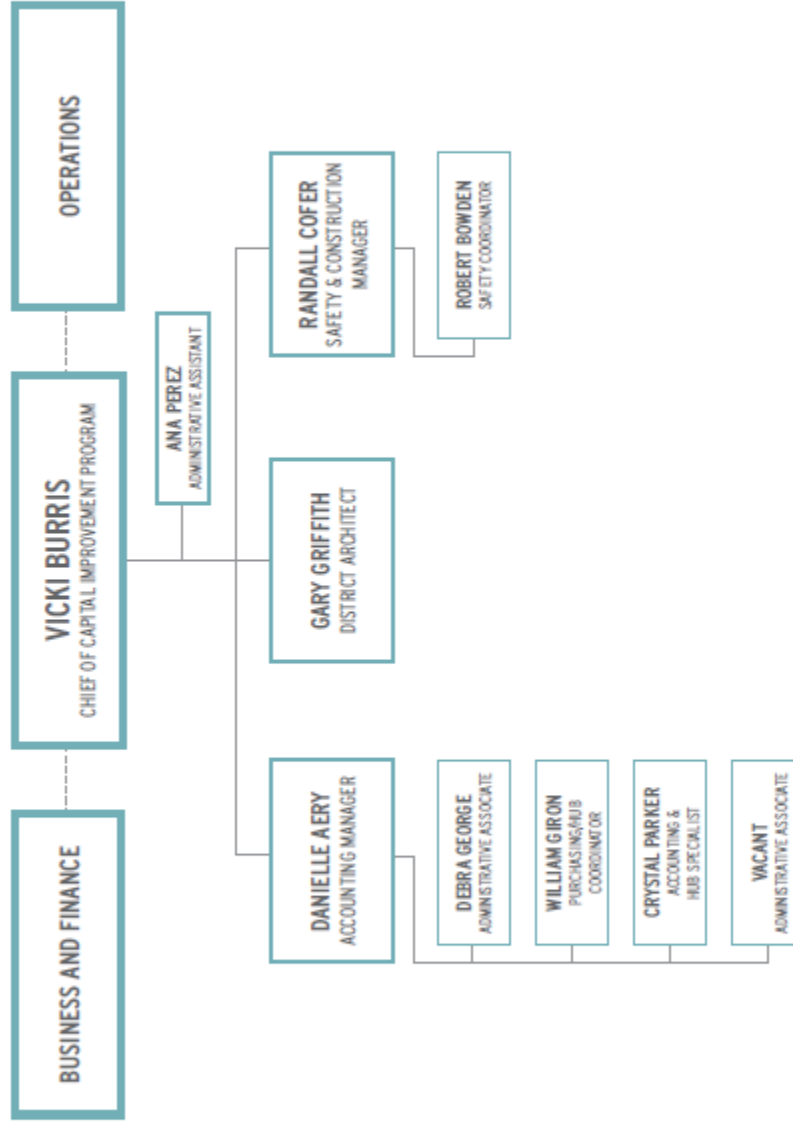 BUSINESS AND FINANCE
VICKI BURRIS
CHIEF OF CAPITAL IMPROVEMENT PROGRAM
OPERATIONS
ANA PEREZ
ADMINISTRATIVE ASSISTANT
DANIELLE AERY
ACCOUNTING MANAGER
GARY GRIFFITH
DISTRICT ARCHITECT
RANDALL COFER
SAFETY & CONSTRUCTION
MANAGER
DEBRA GEORGE
ADMINISTRATIVE ASSOCIATE
WILLIAM GIRON
PURCHASING/HUB
COORDINATOR
CRYSTAL PARKER
ACCOUNTING &
HUB SPECIALIST
VACANT
ADMINISTRATIVE ASSOCIATE
ROBERT BOWDEN
SAFETY COORDINATOR